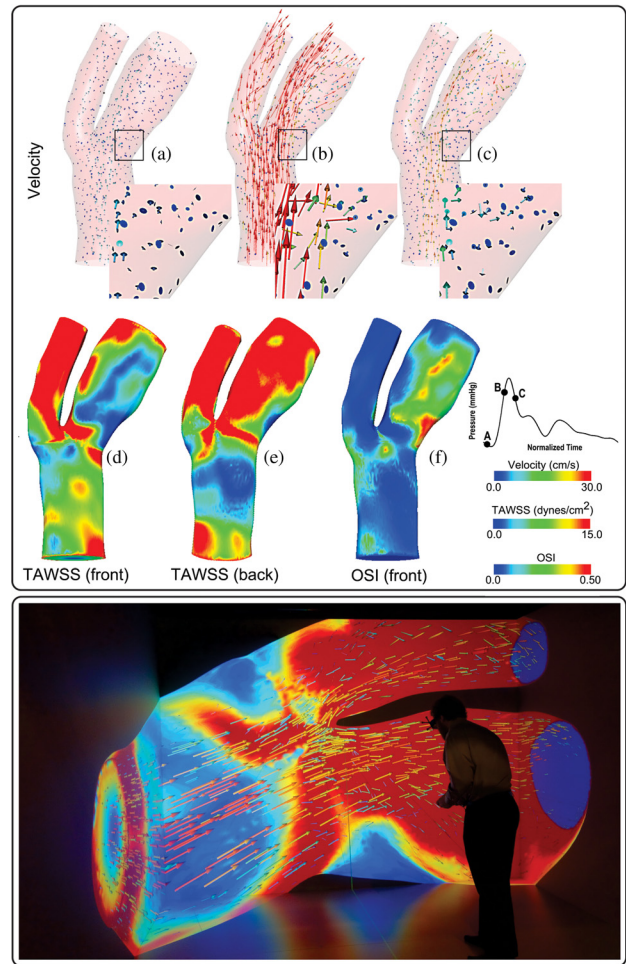 Velocity
(a)
(b)
(c)
(d)
(e)
(f)
TAWSS (front)
TAWSS (back)
OSI (front)
Pressure (mmHg)
A
B
C
Normalized Time
Velocity (cm/s)
0.0 30.0
TAWSS (dynes/cm²)
0.0 15.0
OSI
0.0 0.50